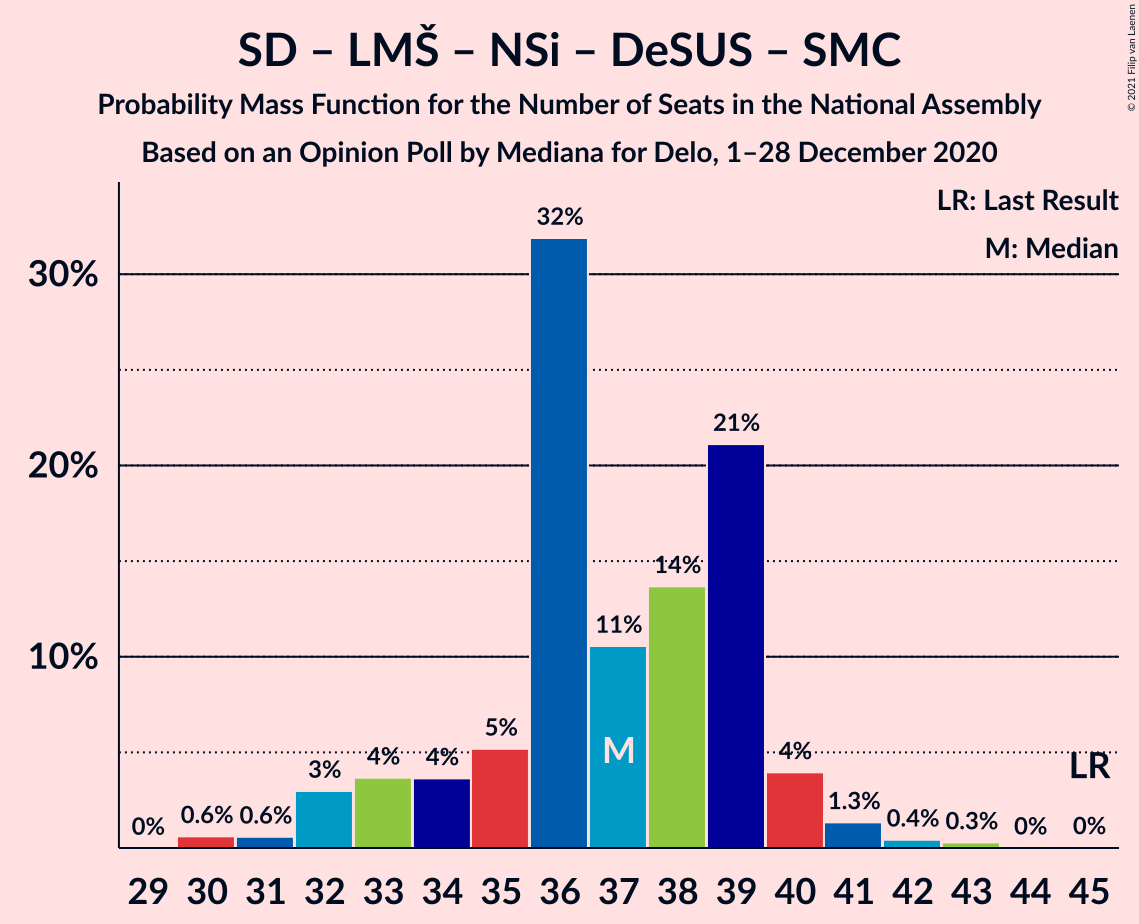 SD – LMŠ – NSi – DeSUS – SMC
Probability Mass Function for the Number of Seats in the National Assembly
Based on an Opinion Poll by Mediana for Delo, 1–28 December 2020
© 2021 Filip van Laenen
LR: Last Result
M: Median
30%
20%
10%
0%
0.6%
0.6%
3%
4%
4%
5%
32%
11%
14%
21%
4%
1.3%
0.4%
0.3%
0%
0%
M
LR
29 30 31 32 33 34 35 36 37 38 39 40 41 42 43 44 45